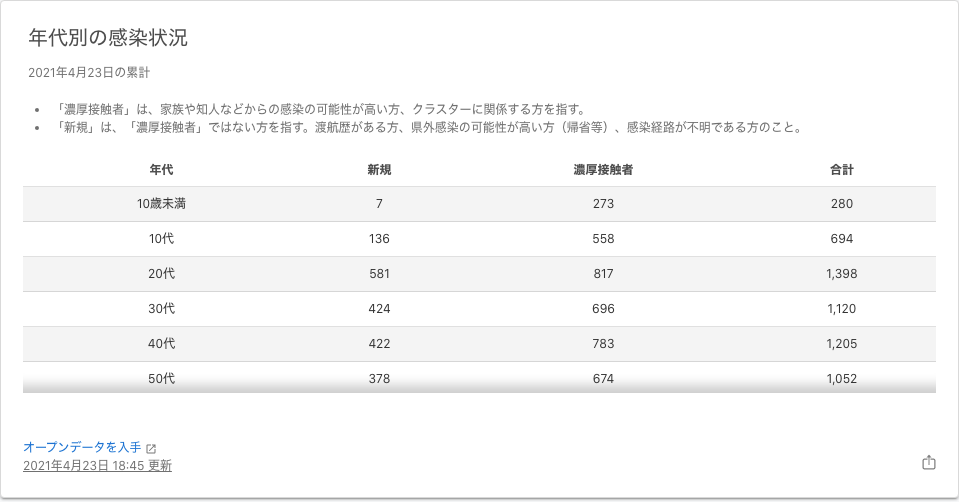 年代別の感染状況
2021年4月23日の累計
• 「濃厚接触者」は、家族や知人などからの感染の可能性が高い方、クラスターに関係する方を指す。
• 「新規」は、「濃厚接触者」ではない方を指す。渡航歴がある方、県外感染の可能性が高い方（帰省等）、感染経路が不明である方のこと。
年代 新規 濃厚接触者 合計
10歳未満 7 273 280
10代 136 558 694
20代 581 817 1,398
30代 424 696 1,120
40代 422 783 1,205
50代 378 674 1,052
オープンデータを入手
2021年4月23日 18:45 更新